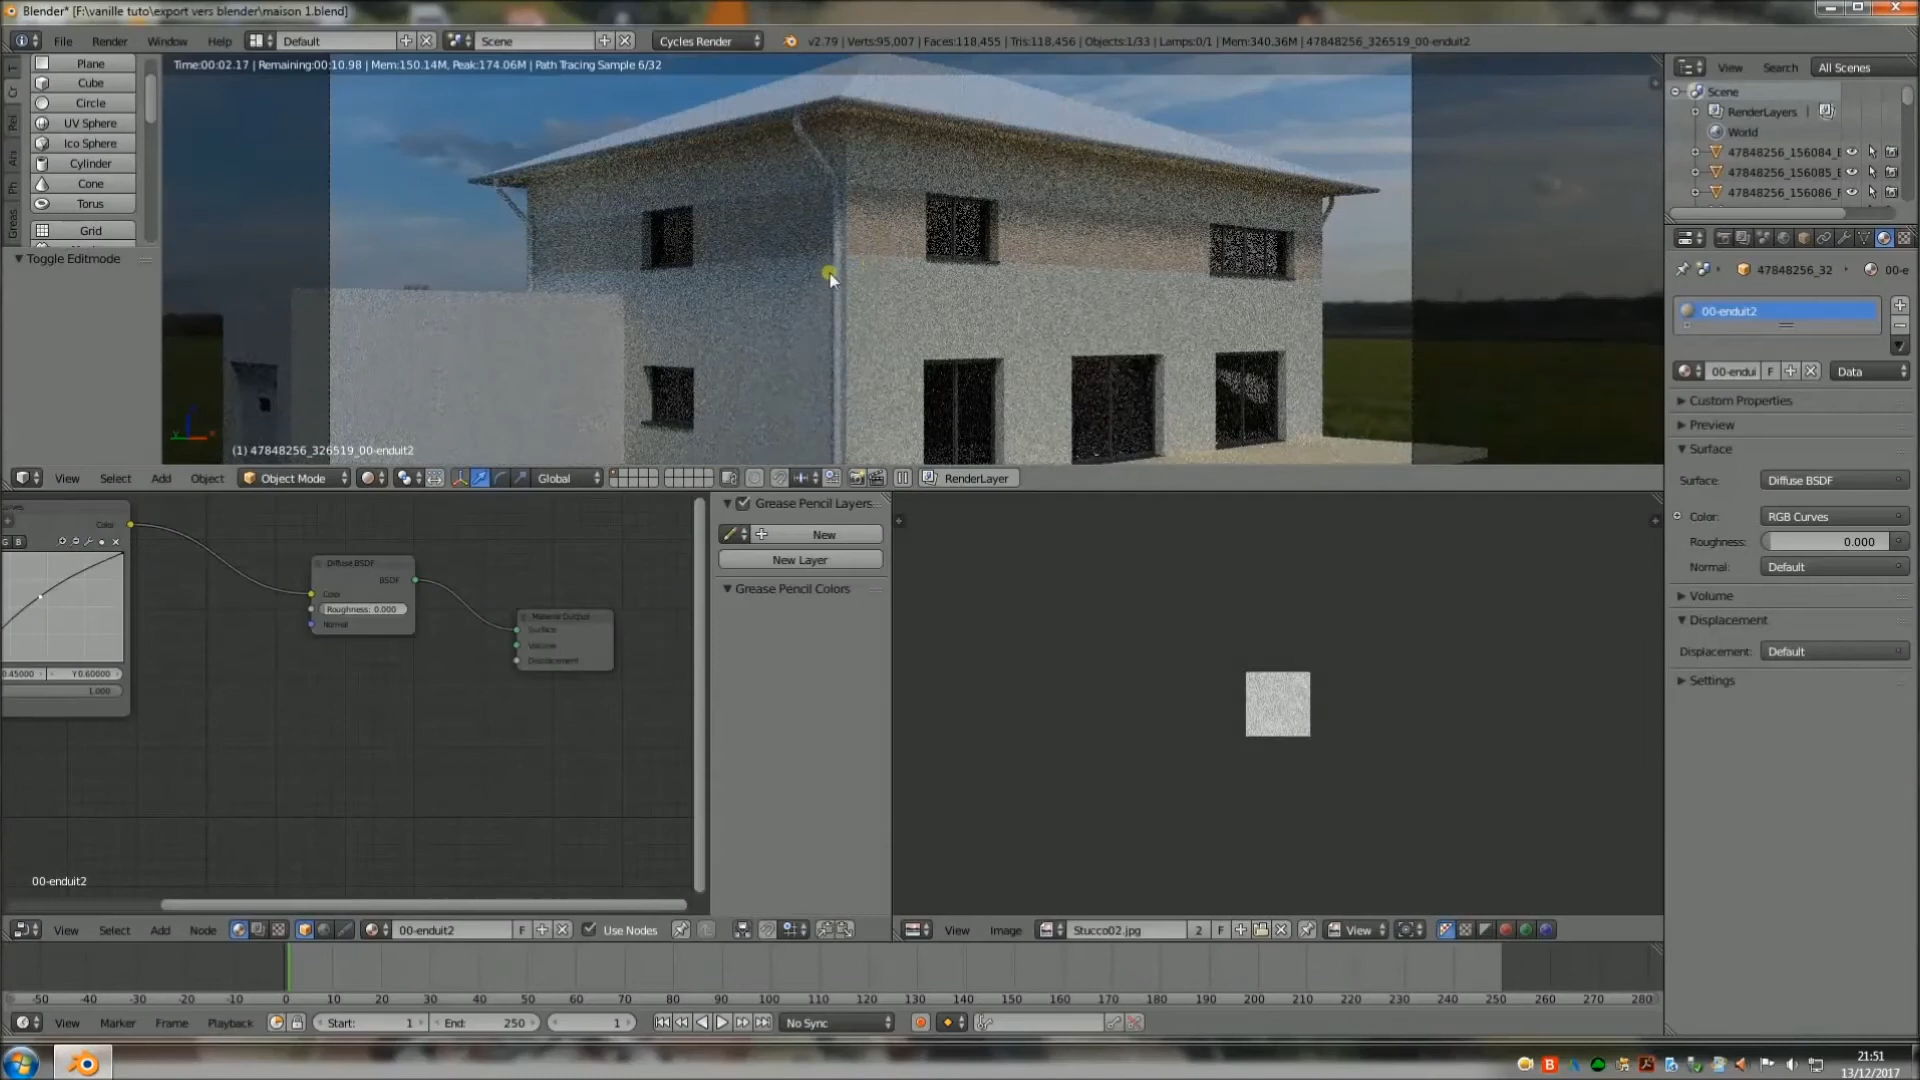 Blender* [F:\vanille tuto\export vers blender\maison 1.blend]
File Render Window Help Default Scene Cycles Render v2.79 | Verts:95,007 | Faces:118,455 | Tris:118,456 | Objects:1/33 | Lamps:0/1 | Mem:340.36M | 47848256_326519_00-enduit2
Time:00:02.17 | Remaining:00:10.98 | Mem:150.14M, Peak:174.06M | Path Tracing Sample 6/32
Plane
Cube
Circle
UV Sphere
Ico Sphere
Cylinder
Cone
Torus
Grid
Toggle Editmode
Cr
Rel
Ani
Ph
Greas
(1) 47848256_326519_00-enduit2
View Select Add Object Object Mode Global RenderLayer
View Search All Scenes
Scene
RenderLayers
World
47848256_156084_
47848256_156085_
47848256_156086_
47848256_32 00-e
00-enduit2
00-endui F Data
Custom Properties
Preview
Surface
Surface: Diffuse BSDF
Color: RGB Curves
Roughness: 0.000
Normal: Default
Volume
Displacement
Displacement: Default
Settings
Color
G B
0.45000 Y 0.60000
1.000
Diffuse BSDF
BSDF
Color
Roughness: 0.000
Normal
Material Output
Surface
Volume
Displacement
00-enduit2
Grease Pencil Layers
New
New Layer
Grease Pencil Colors
View Select Add Node 00-enduit2 F Use Nodes
View Image Stucco02.jpg 2 F View
-50 -40 -30 -20 -10 0 10 20 30 40 50 60 70 80 90 100 110 120 130 140 150 160 170 180 190 200 210 220 230 240 250 260 270 280
View Marker Frame Playback Start: 1 End: 250 1 No Sync
21:51
13/12/2017